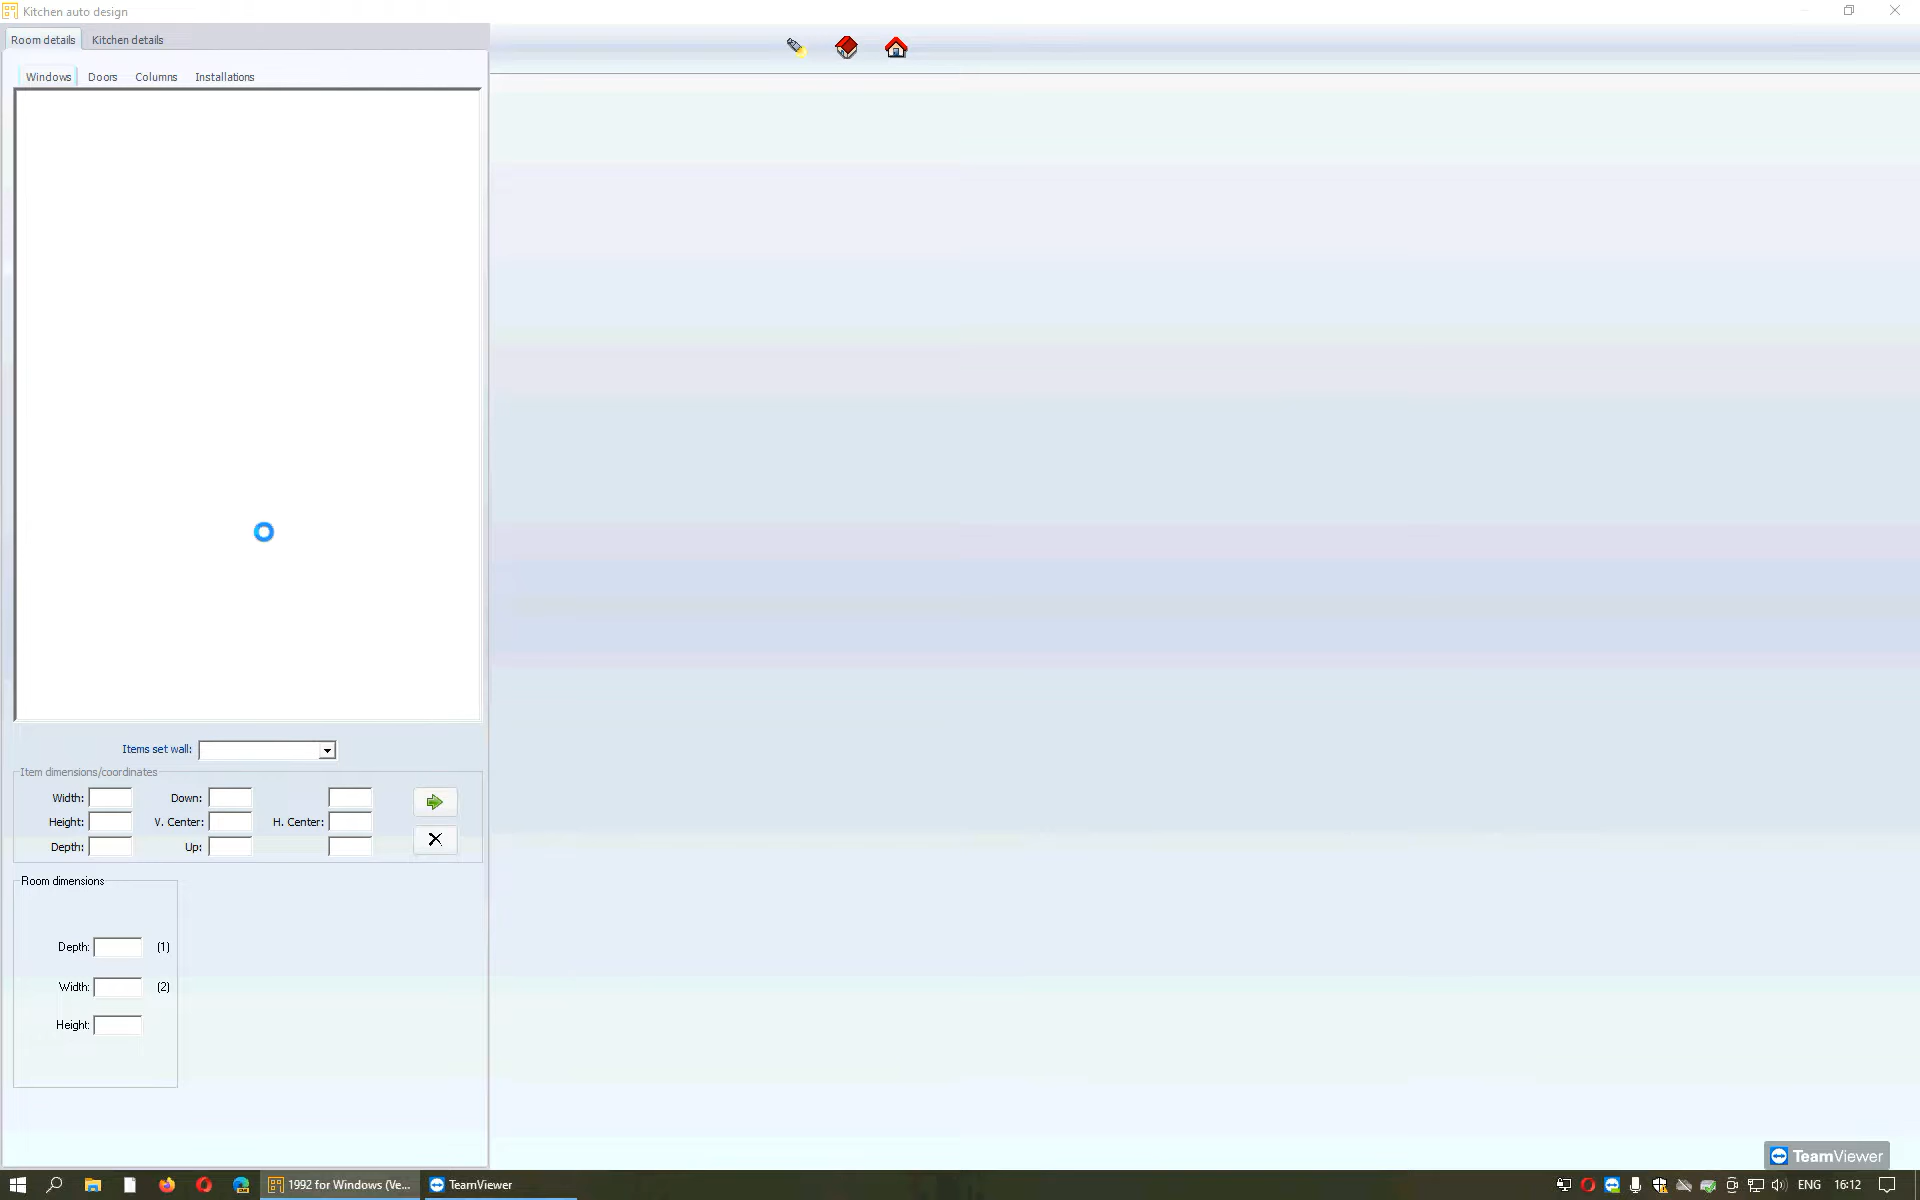 Kitchen auto design
Room details Kitchen details
Windows Doors Columns Installations
Items set wall:
Item dimensions/coordinates
Width: Down:
Height: V. Center: H. Center:
Depth: Up:
Room dimensions
Depth: (1)
Width: (2)
Height:
TeamViewer
1992 for Windows (Ve... TeamViewer ENG 16:12